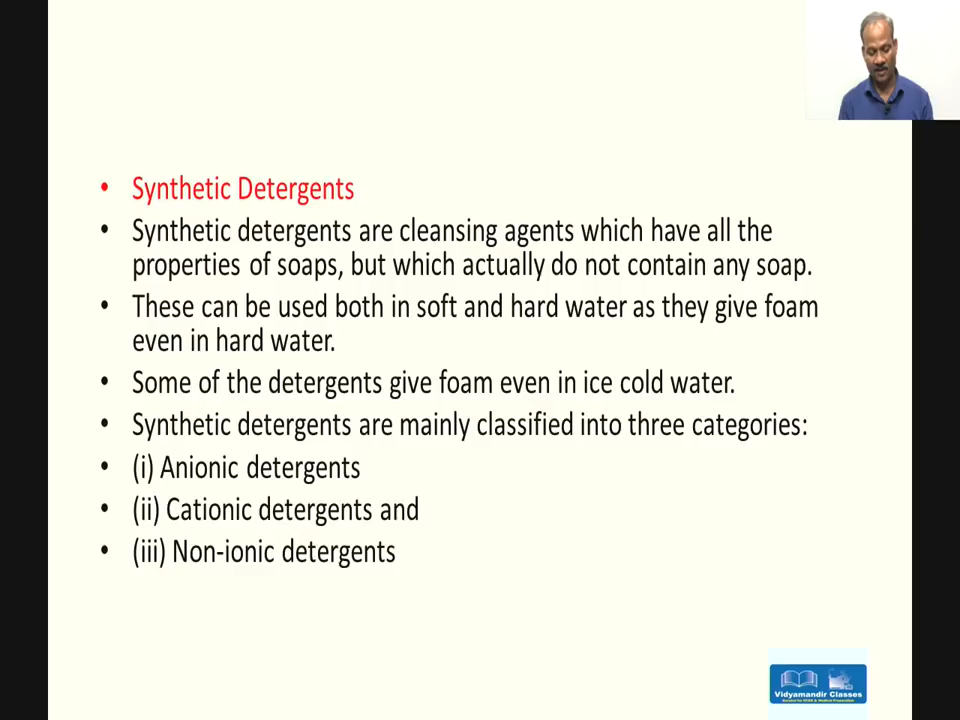 • Synthetic Detergents
• Synthetic detergents are cleansing agents which have all the
properties of soaps, but which actually do not contain any soap.
• These can be used both in soft and hard water as they give foam
even in hard water.
• Some of the detergents give foam even in ice cold water.
• Synthetic detergents are mainly classified into three categories:
• (i) Anionic detergents
• (ii) Cationic detergents and
• (iii) Non-ionic detergents
Vidyamandir Classes